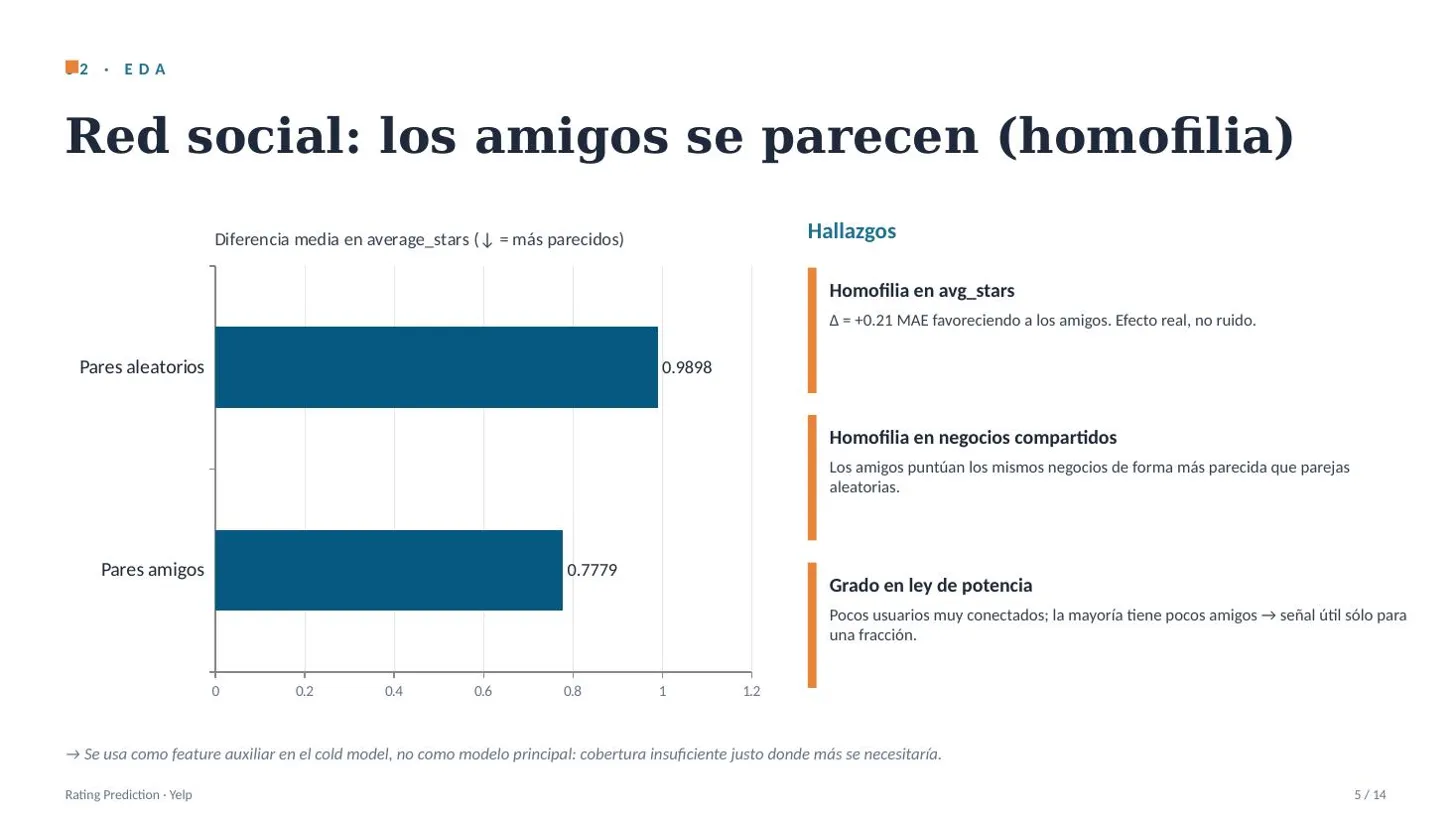 2 · EDA
Red social: los amigos se parecen (homofilia)
Diferencia media en average_stars (↓ = más parecidos)
Pares aleatorios
0.9898
Pares amigos
0.7779
0 0.2 0.4 0.6 0.8 1 1.2
Hallazgos
Homofilia en avg_stars
Δ = +0.21 MAE favoreciendo a los amigos. Efecto real, no ruido.
Homofilia en negocios compartidos
Los amigos puntúan los mismos negocios de forma más parecida que parejas
aleatorias.
Grado en ley de potencia
Pocos usuarios muy conectados; la mayoría tiene pocos amigos → señal útil sólo para
una fracción.
→ Se usa como feature auxiliar en el cold model, no como modelo principal: cobertura insuficiente justo donde más se necesitaría.
Rating Prediction · Yelp
5 / 14